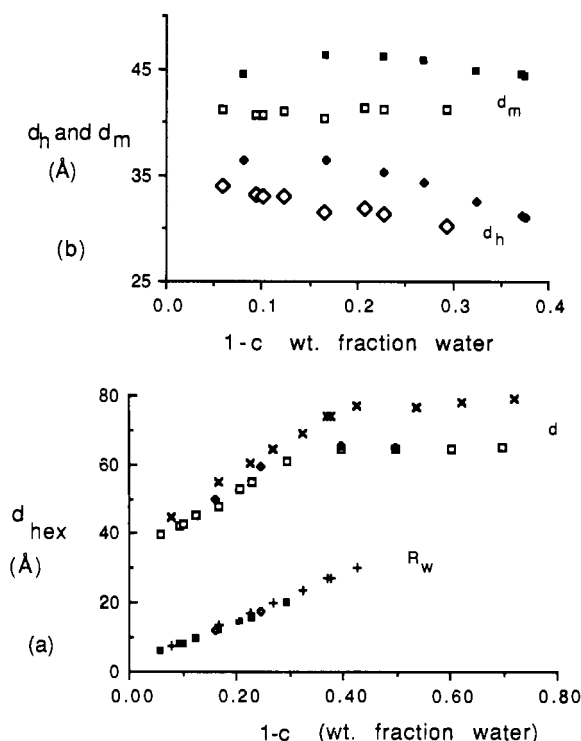 45
35
25
d_h and d_m
(Å)
(b)
d_m
d_h
0.0 0.1 0.2 0.3 0.4
1-c wt. fraction water
80
60
40
20
0
d_hex
(Å)
(a)
d
R_w
0.00 0.20 0.40 0.60 0.80
1-c (wt. fraction water)